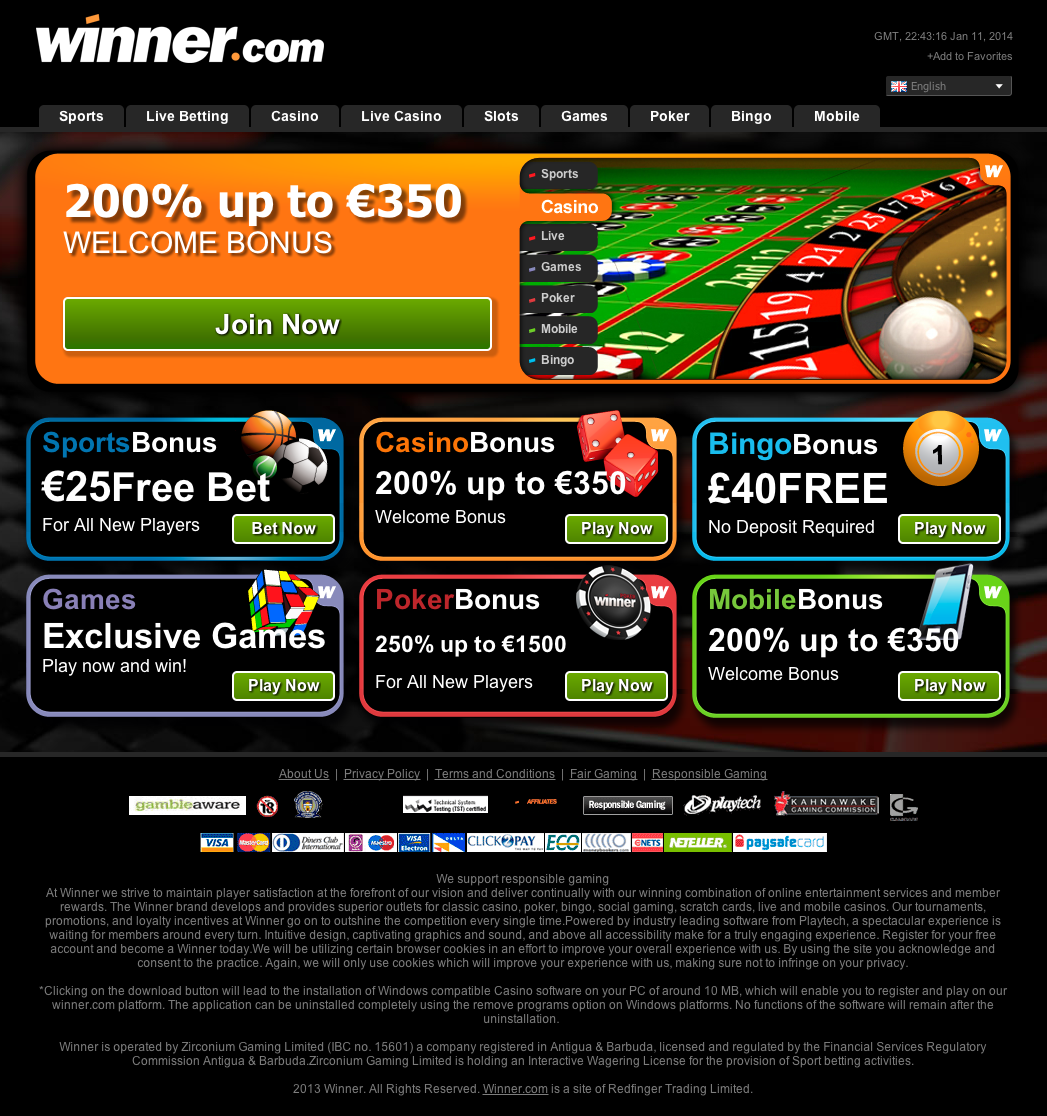 winner.com
GMT, 22:43:16 Jan 11, 2014
+Add to Favorites
English
Sports Live Betting Casino Live Casino Slots Games Poker Bingo Mobile
200% up to €350
WELCOME BONUS
Join Now
Sports
Casino
Live
Games
Poker
Mobile
Bingo
w
SportsBonus
w
€25Free Bet
For All New Players
Bet Now
CasinoBonus
w
200% up to €350
Welcome Bonus
Play Now
BingoBonus
1
w
£40FREE
No Deposit Required
Play Now
Games
w
Exclusive Games
Play now and win!
Play Now
PokerBonus
winner
w
250% up to €1500
For All New Players
Play Now
MobileBonus
w
200% up to €350
Welcome Bonus
Play Now
About Us | Privacy Policy | Terms and Conditions | Fair Gaming | Responsible Gaming
gambleaware
18
Technical System
Testing (TST) certified
AFFILIATES
Responsible Gaming
playtech
KAHNAWAKE
GAMING COMMISSION
VISA MasterCard Diners Club International Maestro VISA Electron DELTA CLICK2PAY ECO moneybookers NETS NETELLER paysafecard
We support responsible gaming
At Winner we strive to maintain player satisfaction at the forefront of our vision and deliver continually with our winning combination of online entertainment services and member
rewards. The Winner brand develops and provides superior outlets for classic casino, poker, bingo, social gaming, scratch cards, live and mobile casinos. Our tournaments,
promotions, and loyalty incentives at Winner go on to outshine the competition every single time.Powered by industry leading software from Playtech, a spectacular experience is
waiting for members around every turn. Intuitive design, captivating graphics and sound, and above all accessibility make for a truly engaging experience. Register for your free
account and become a Winner today.We will be utilizing certain browser cookies in an effort to improve your overall experience with us. By using the site you acknowledge and
consent to the practice. Again, we will only use cookies which will improve your experience with us, making sure not to infringe on your privacy.
*Clicking on the download button will lead to the installation of Windows compatible Casino software on your PC of around 10 MB, which will enable you to register and play on our
winner.com platform. The application can be uninstalled completely using the remove programs option on Windows platforms. No functions of the software will remain after the
uninstallation.
Winner is operated by Zirconium Gaming Limited (IBC no. 15601) a company registered in Antigua & Barbuda, licensed and regulated by the Financial Services Regulatory
Commission Antigua & Barbuda.Zirconium Gaming Limited is holding an Interactive Wagering License for the provision of Sport betting activities.
2013 Winner. All Rights Reserved. Winner.com is a site of Redfinger Trading Limited.